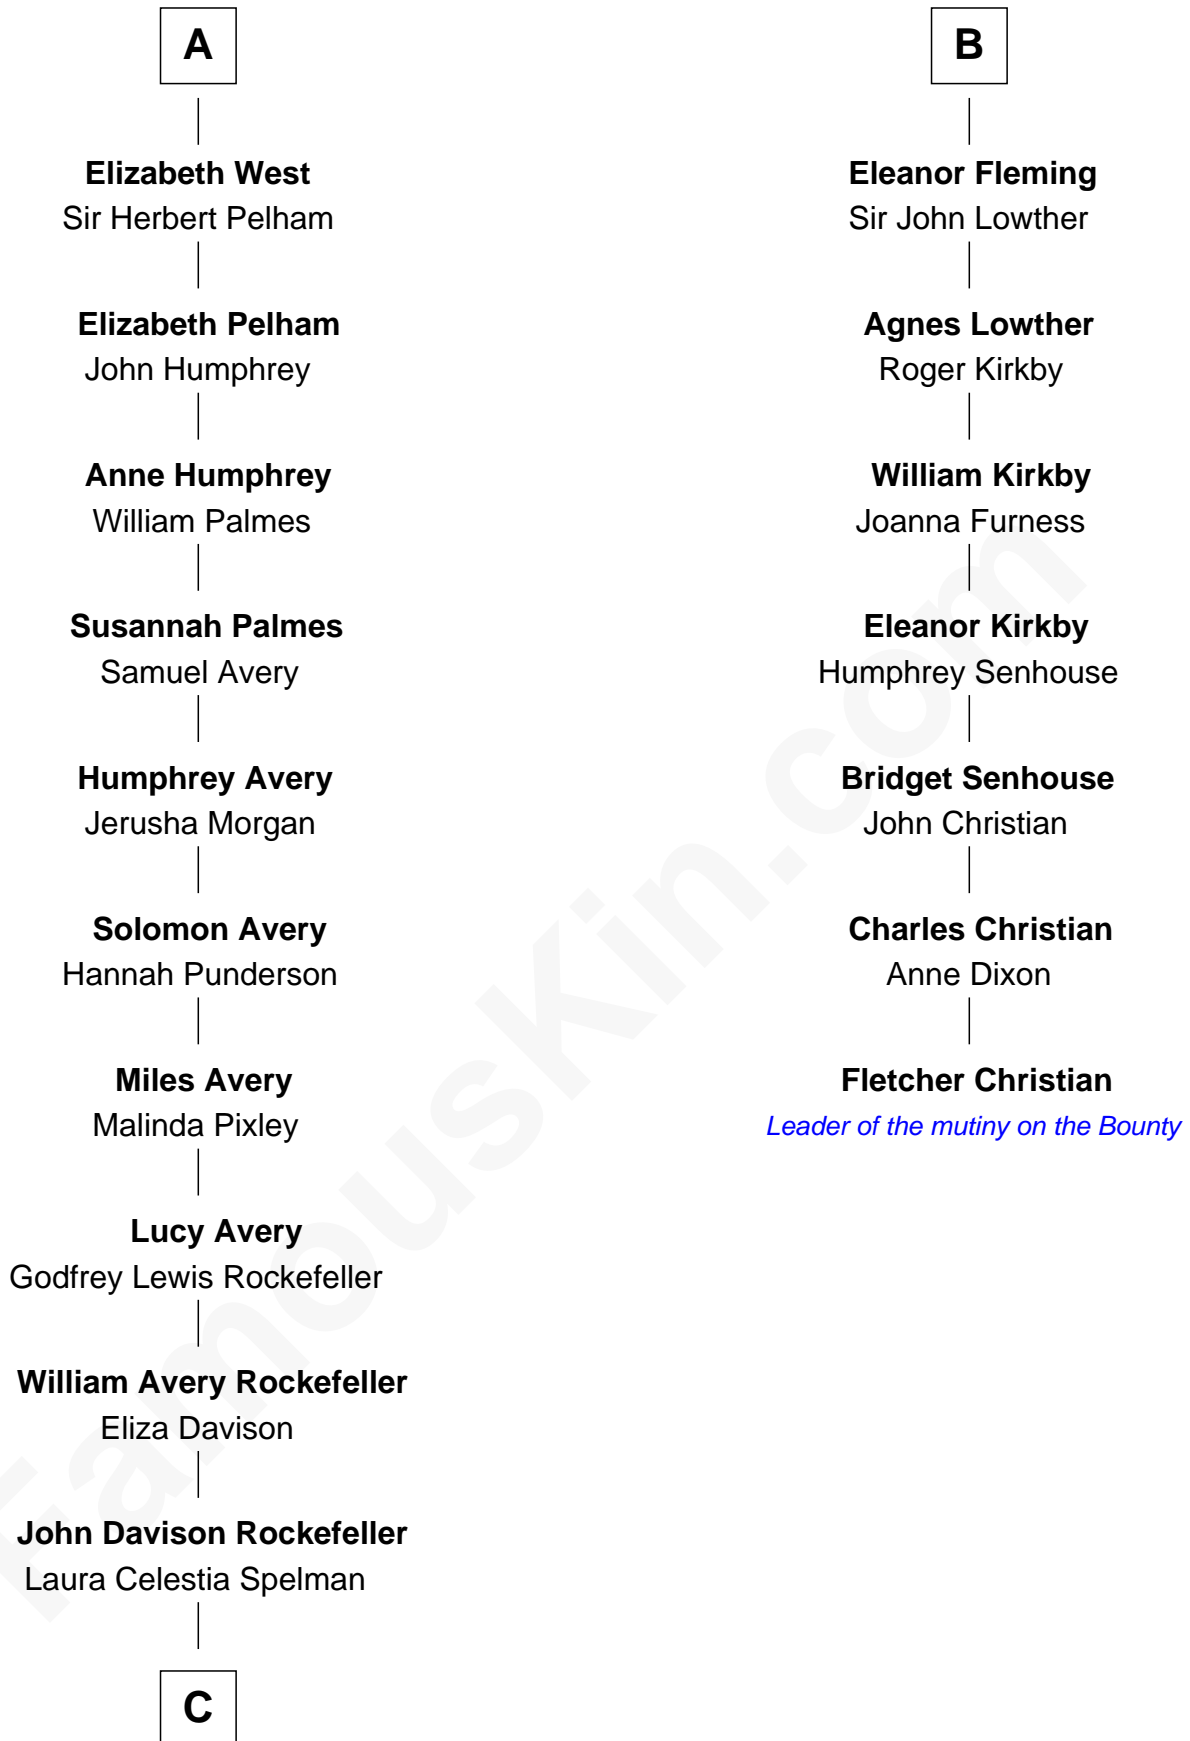 A
Elizabeth West
Sir Herbert Pelham
Elizabeth Pelham
John Humphrey
Anne Humphrey
William Palmes
Susannah Palmes
Samuel Avery
Humphrey Avery
Jerusha Morgan
Solomon Avery
Hannah Punderson
Miles Avery
Malinda Pixley
Lucy Avery
Godfrey Lewis Rockefeller
William Avery Rockefeller
Eliza Davison
John Davison Rockefeller
Laura Celestia Spelman
C
B
Eleanor Fleming
Sir John Lowther
Agnes Lowther
Roger Kirkby
William Kirkby
Joanna Furness
Eleanor Kirkby
Humphrey Senhouse
Bridget Senhouse
John Christian
Charles Christian
Anne Dixon
Fletcher Christian
Leader of the mutiny on the Bounty
FamousKin.com